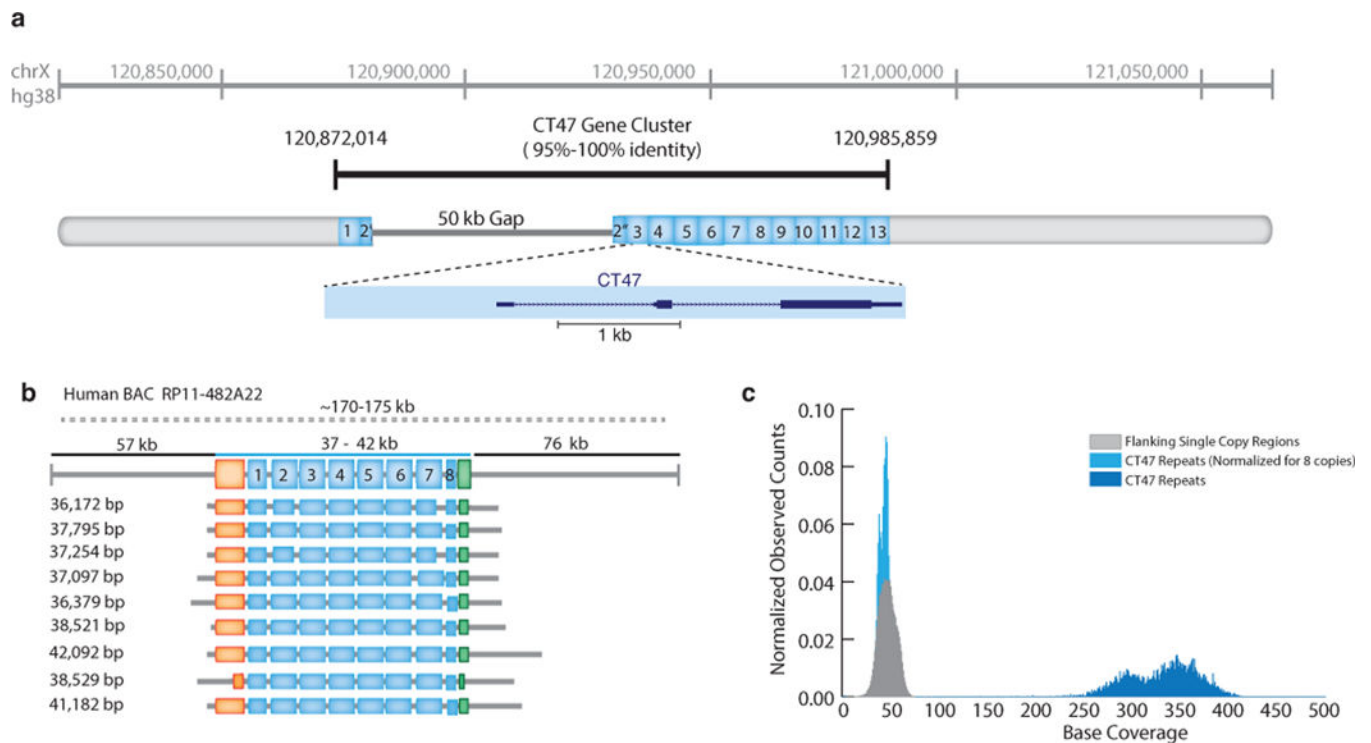 a
chrX
hg38
120,850,000 120,900,000 120,950,000 121,000,000 121,050,000
CT47 Gene Cluster
( 95%-100% identity)
120,872,014 120,985,859
1 2' 50 kb Gap 2" 3 4 5 6 7 8 9 10 11 12 13
CT47
1 kb
b
Human BAC RP11-482A22
~170-175 kb
57 kb 37 - 42 kb 76 kb
1 2 3 4 5 6 7 8
36,172 bp
37,795 bp
37,254 bp
37,097 bp
36,379 bp
38,521 bp
42,092 bp
38,529 bp
41,182 bp
c
Normalized Observed Counts
0.10
0.08
0.06
0.04
0.02
0.00
Flanking Single Copy Regions
CT47 Repeats (Normalized for 8 copies)
CT47 Repeats
0 50 100 150 200 250 300 350 400 450 500
Base Coverage